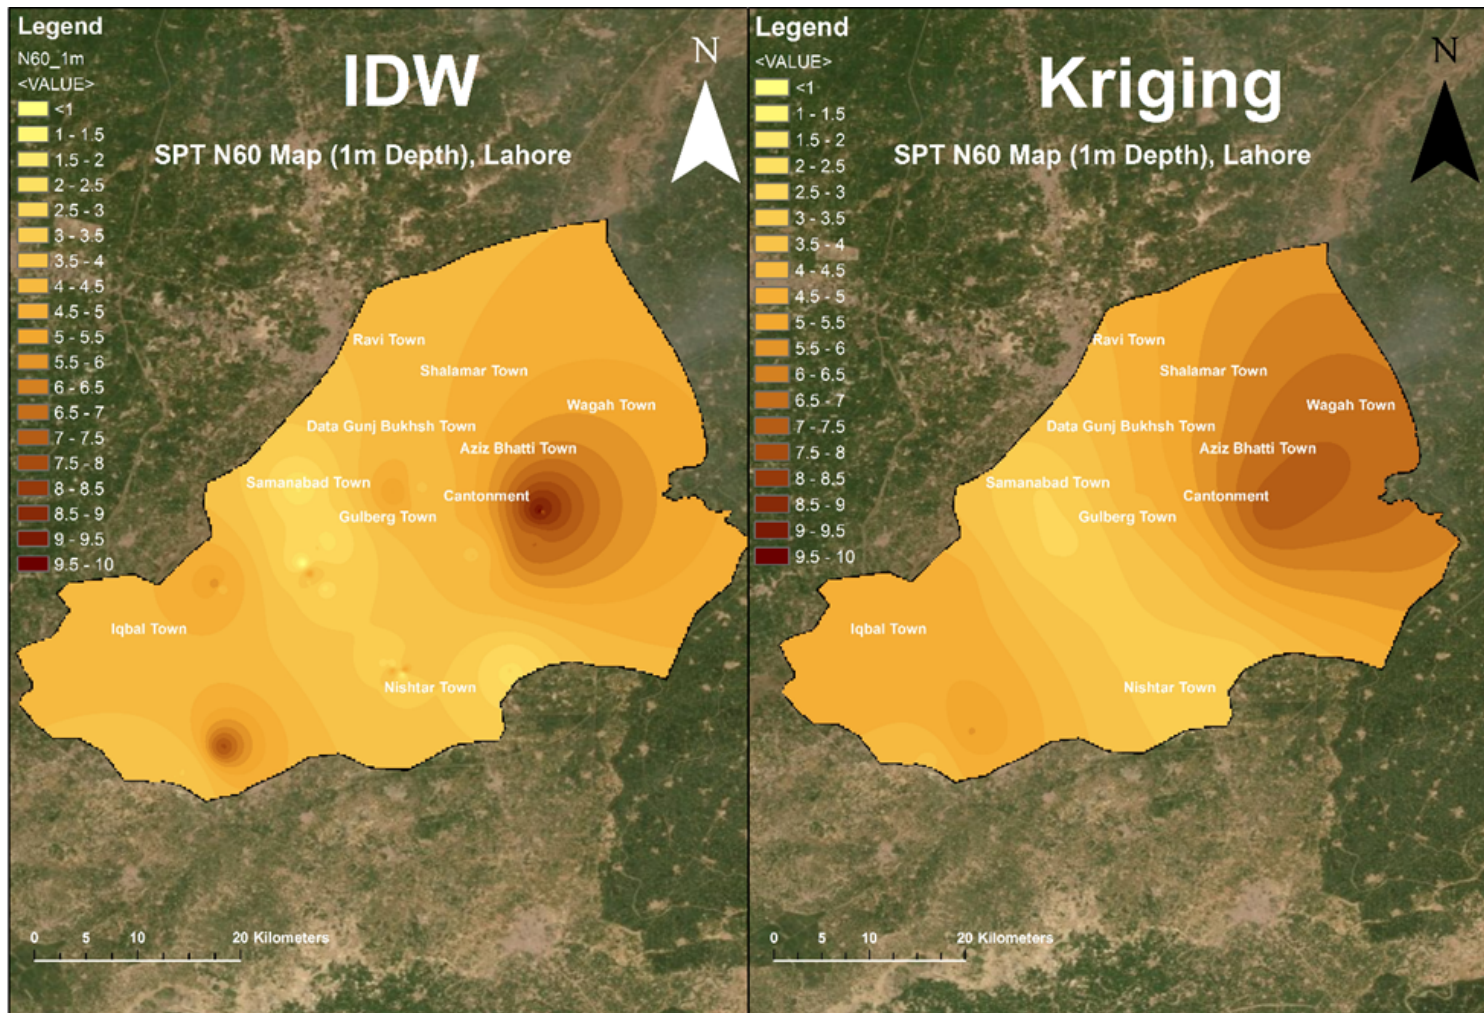 Legend
N60_1m
<VALUE>
<1
1 - 1.5
1.5 - 2
2 - 2.5
2.5 - 3
3 - 3.5
3.5 - 4
4 - 4.5
4.5 - 5
5 - 5.5
5.5 - 6
6 - 6.5
6.5 - 7
7 - 7.5
7.5 - 8
8 - 8.5
8.5 - 9
9 - 9.5
9.5 - 10
IDW
N
SPT N60 Map (1m Depth), Lahore
Ravi Town
Shalamar Town
Wagah Town
Data Gunj Bukhsh Town
Aziz Bhatti Town
Samanabad Town
Cantonment
Gulberg Town
Iqbal Town
Nishtar Town
0 5 10 20 Kilometers
Legend
<VALUE>
<1
1 - 1.5
1.5 - 2
2 - 2.5
2.5 - 3
3 - 3.5
3.5 - 4
4 - 4.5
4.5 - 5
5 - 5.5
5.5 - 6
6 - 6.5
6.5 - 7
7 - 7.5
7.5 - 8
8 - 8.5
8.5 - 9
9 - 9.5
9.5 - 10
Kriging
N
SPT N60 Map (1m Depth), Lahore
Ravi Town
Shalamar Town
Wagah Town
Data Gunj Bukhsh Town
Aziz Bhatti Town
Samanabad Town
Cantonment
Gulberg Town
Iqbal Town
Nishtar Town
0 5 10 20 Kilometers